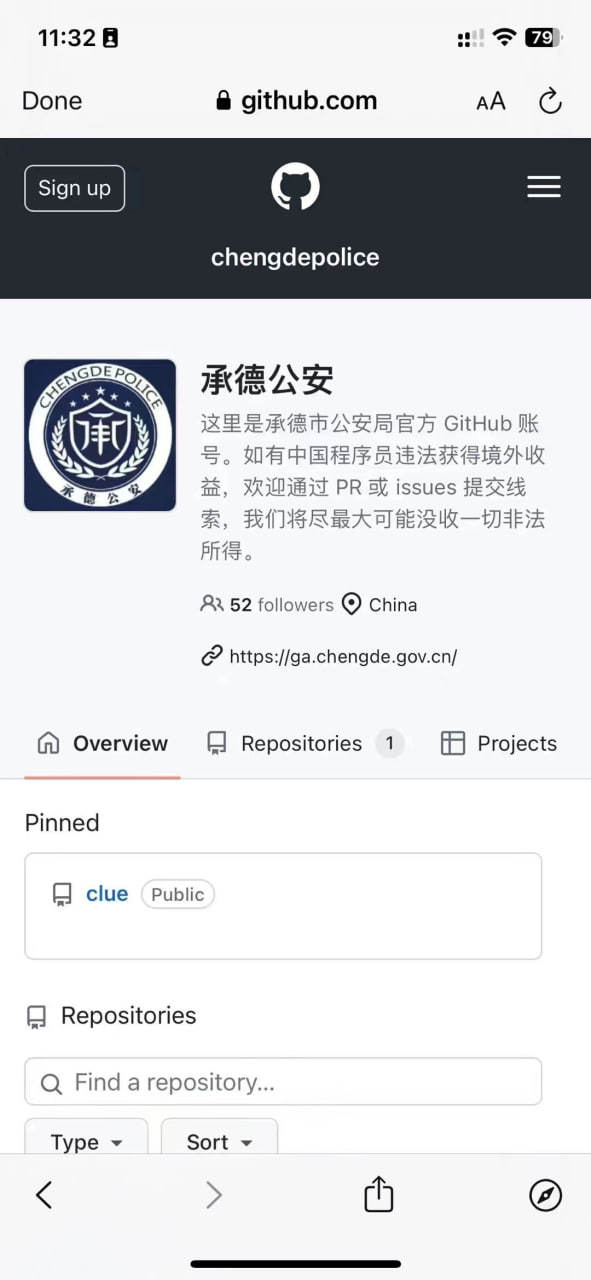 11:32
79
Done
github.com
AA
Sign up
chengdepolice
CHENGDE POLICE
承德公安
承德公安
这里是承德市公安局官方 GitHub 账
号。如有中国程序员违法获得境外收
益，欢迎通过 PR 或 issues 提交线
索，我们将尽最大可能没收一切非法
所得。
52 followers China
https://ga.chengde.gov.cn/
Overview Repositories 1 Projects
Pinned
clue Public
Repositories
Find a repository...
Type Sort